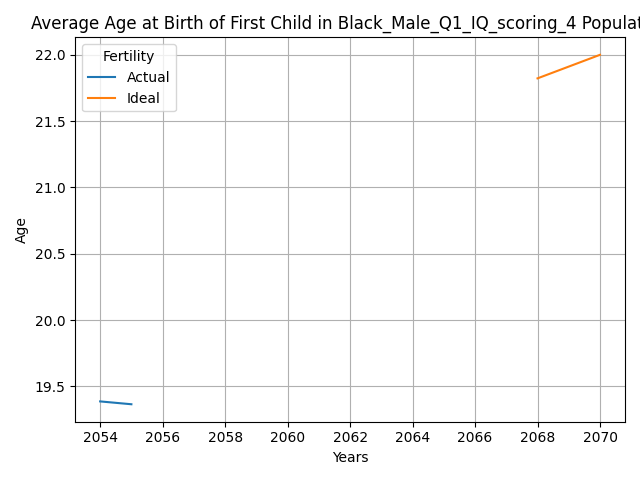 Average Age at Birth of First Child in Black_Male_Q1_IQ_scoring_4 Populat
Fertility
Actual
Ideal
22.0
21.5
21.0
20.5
20.0
19.5
Age
2054 2056 2058 2060 2062 2064 2066 2068 2070
Years